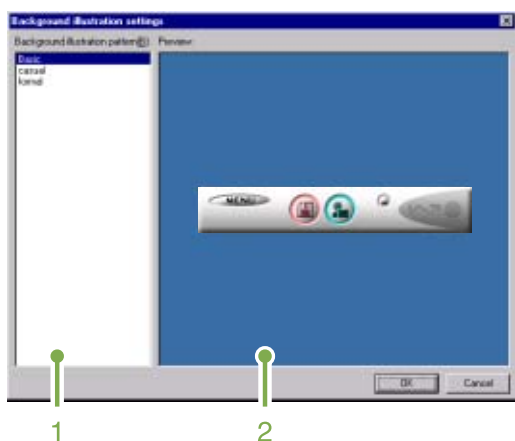 Background illustration settings
Background illustration pattern(P): Preview:
Basic
casual
formal
MENU
OK Cancel
1 2